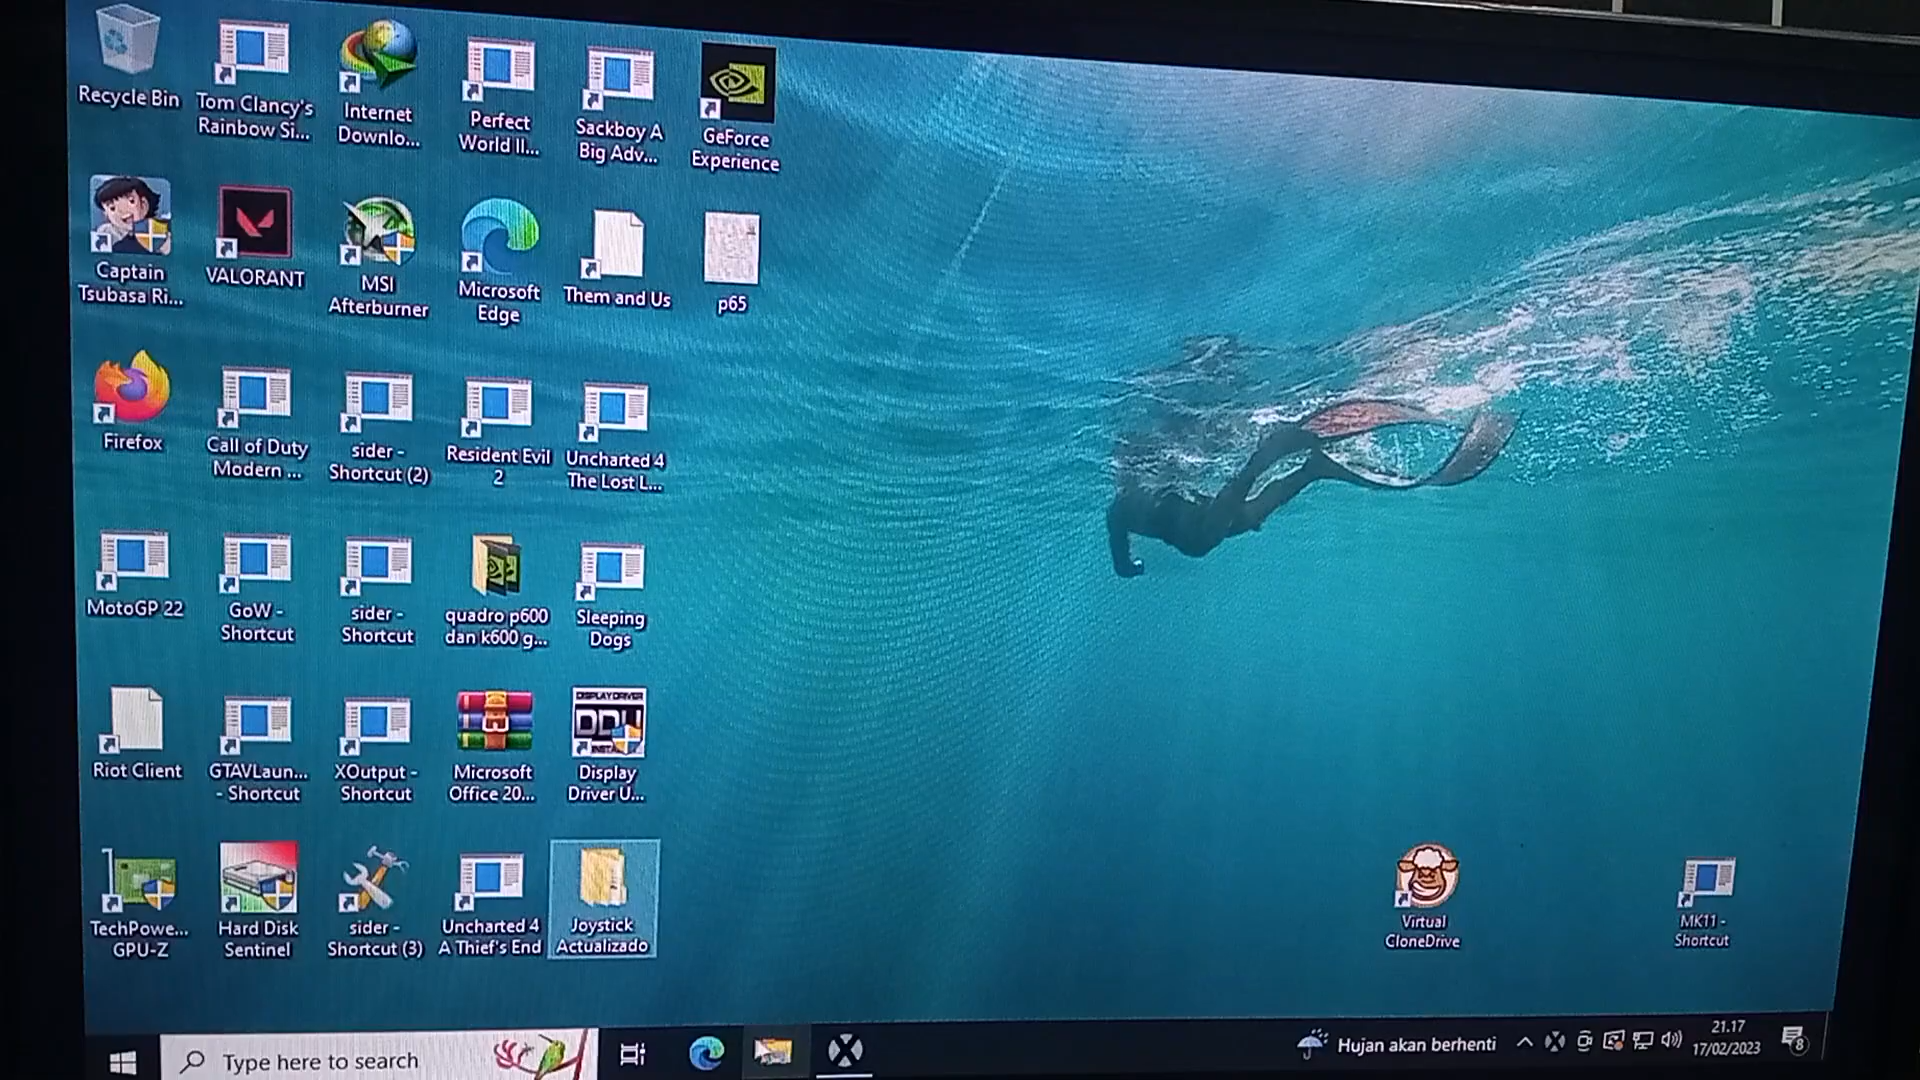 Recycle Bin
Tom Clancy's
Rainbow Si...
Internet
Downlo...
Perfect
World II...
Sackboy A
Big Adv...
GeForce
Experience
Captain
Tsubasa Ri...
VALORANT
MSI
Afterburner
Microsoft
Edge
Them and Us
p65
Firefox
Call of Duty
Modern ...
sider -
Shortcut (2)
Resident Evil
2
Uncharted 4
The Lost L...
MotoGP 22
GoW -
Shortcut
sider -
Shortcut
quadro p600
dan k600 g...
Sleeping
Dogs
Riot Client
GTAVLaun...
- Shortcut
XOutput -
Shortcut
Microsoft
Office 20...
DISPLAY DRIVER
DDU
Display
Driver U...
TechPowe...
GPU-Z
Hard Disk
Sentinel
sider -
Shortcut (3)
Uncharted 4
A Thief's End
Joystick
Actualizado
Virtual
CloneDrive
MK11 -
Shortcut
Type here to search
Hujan akan berhenti
21.17
17/02/2023
8